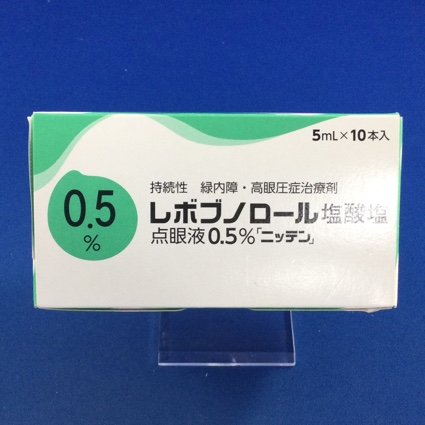 5mL×10本入
持続性 緑内障・高眼圧症治療剤
0.5
%
レボブノロール塩酸塩
点眼液0.5%「ニッテン」